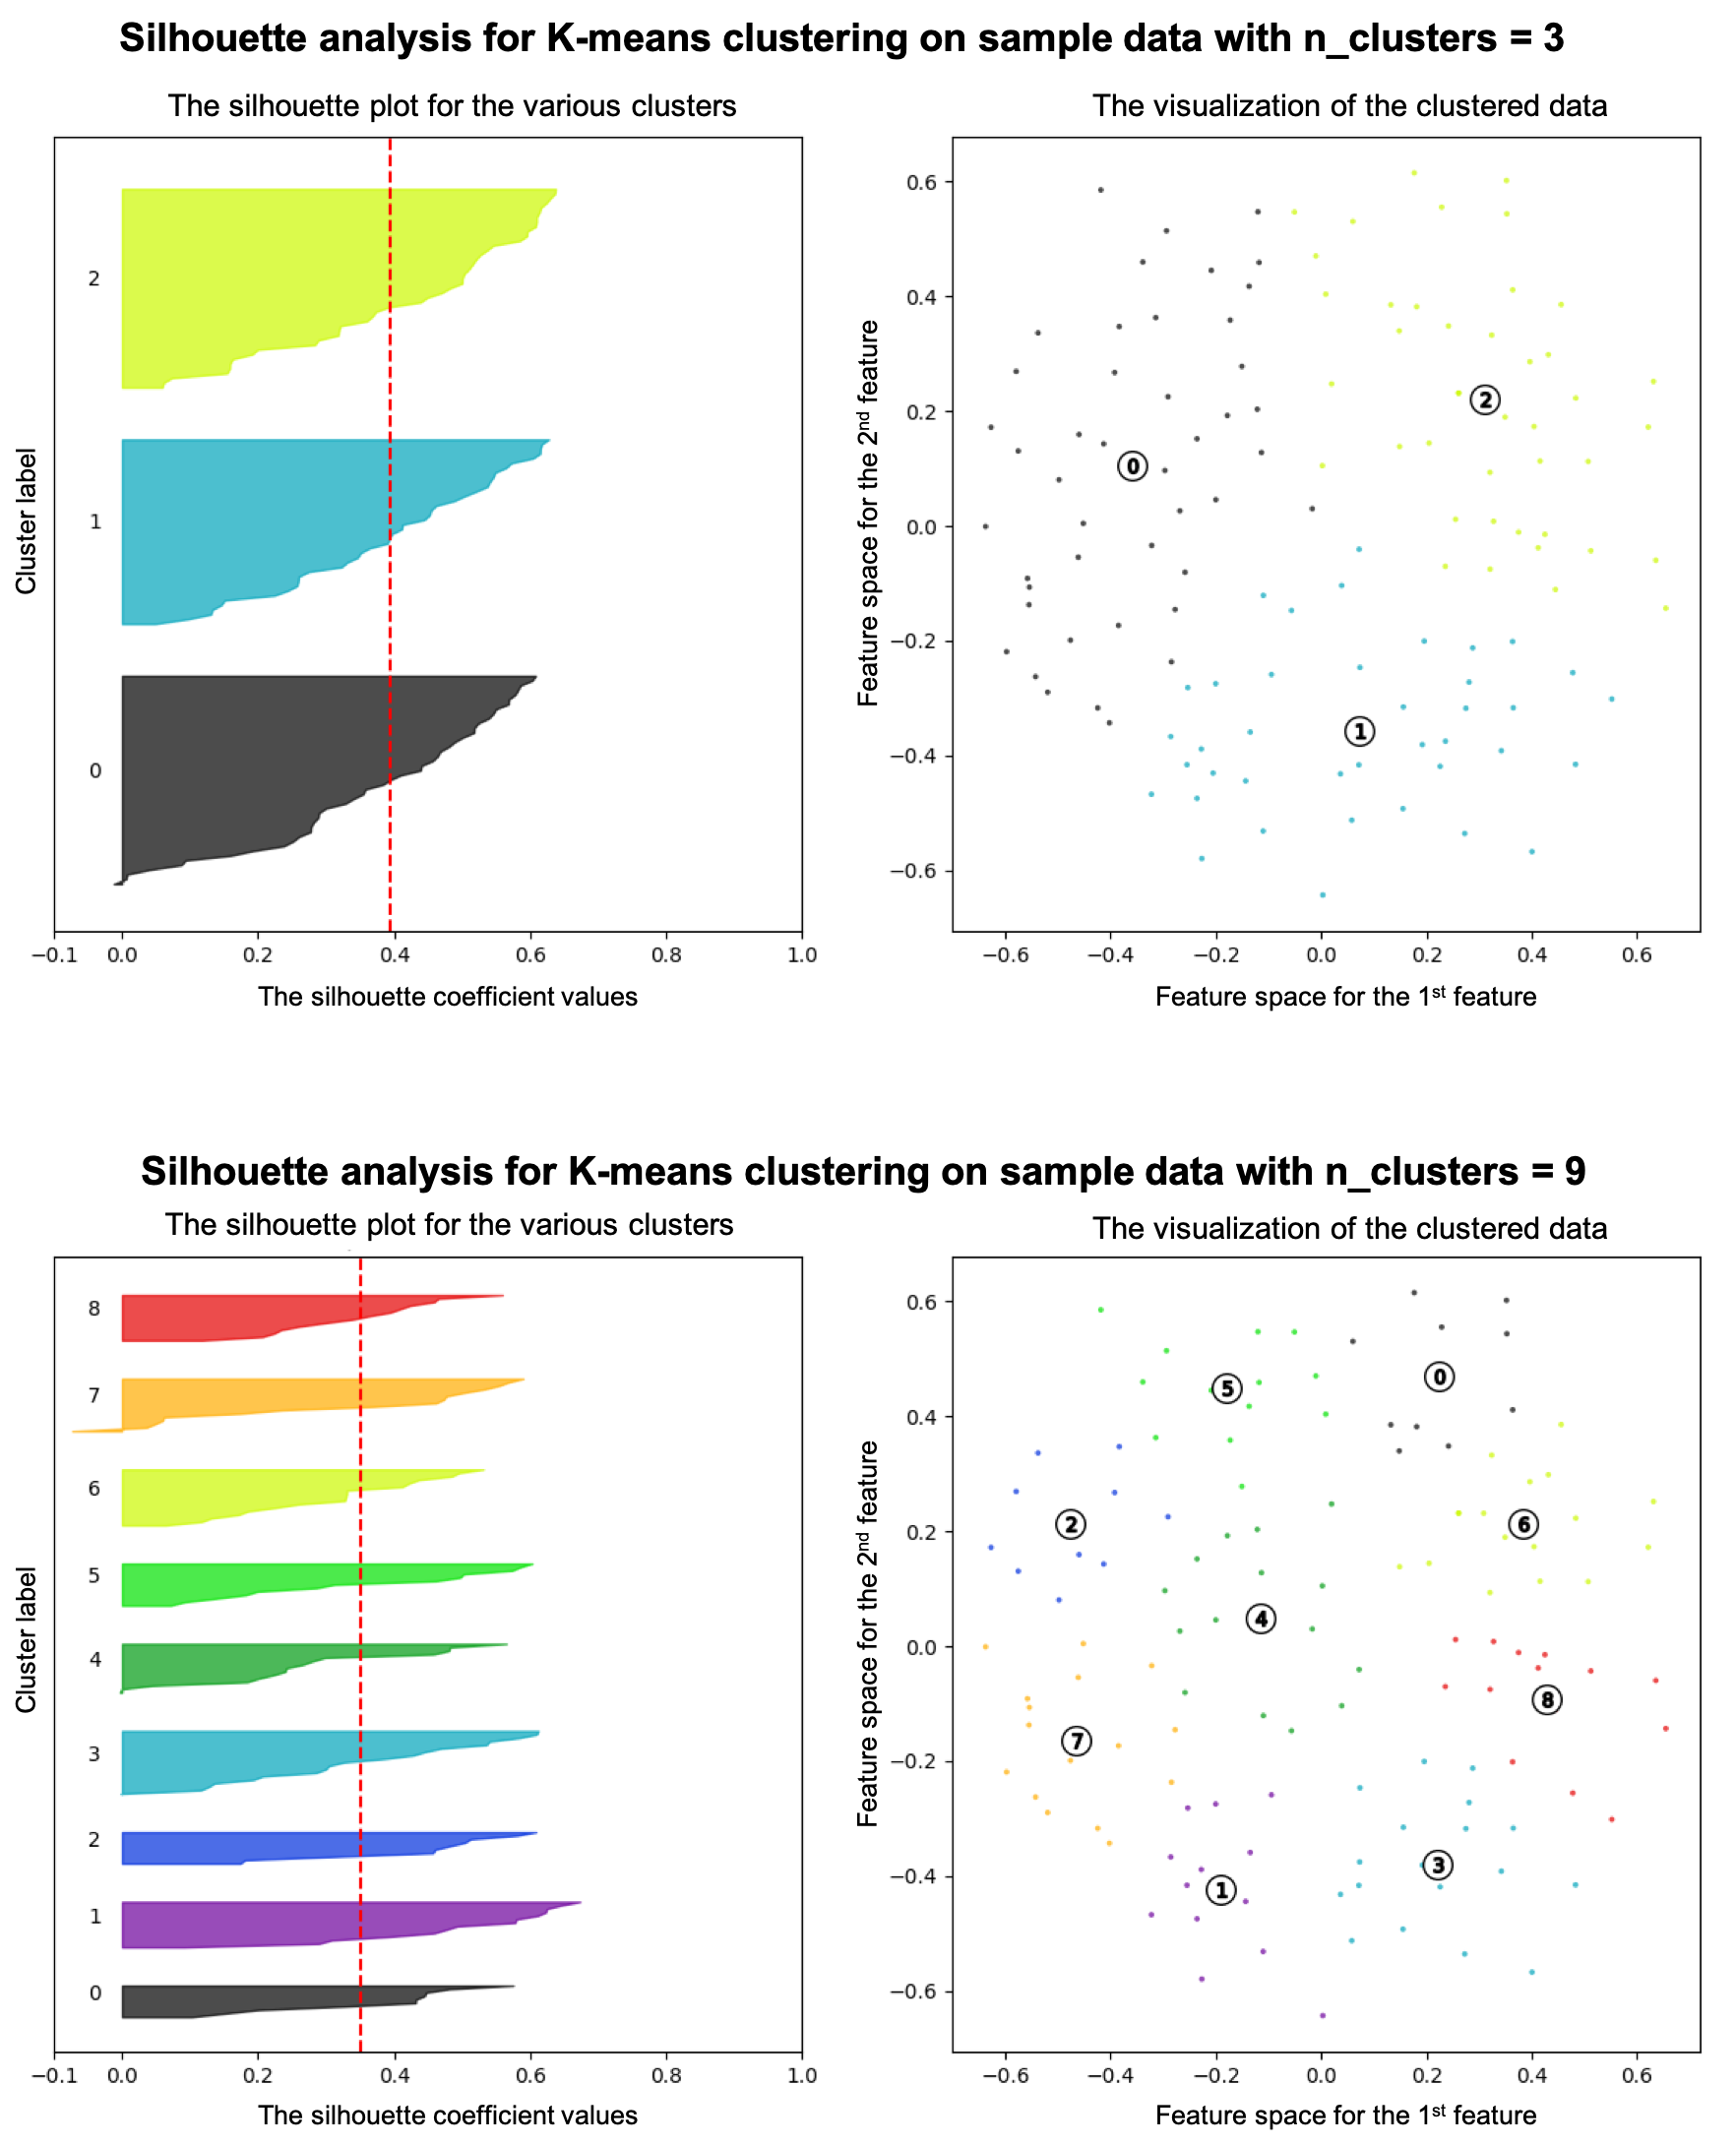 Silhouette analysis for K-means clustering on sample data with n_clusters = 3
The silhouette plot for the various clusters
Cluster label
2
1
0
−0.1 0.0 0.2 0.4 0.6 0.8 1.0
The silhouette coefficient values
The visualization of the clustered data
Feature space for the 2nd feature
0.6
0.4
0.2
0.0
−0.2
−0.4
−0.6
2
0
1
−0.6 −0.4 −0.2 0.0 0.2 0.4 0.6
Feature space for the 1st feature
Silhouette analysis for K-means clustering on sample data with n_clusters = 9
The silhouette plot for the various clusters
Cluster label
8
7
6
5
4
3
2
1
0
−0.1 0.0 0.2 0.4 0.6 0.8 1.0
The silhouette coefficient values
The visualization of the clustered data
Feature space for the 2nd feature
0.6
0.4
0.2
0.0
−0.2
−0.4
−0.6
0
5
2
6
4
8
7
3
1
−0.6 −0.4 −0.2 0.0 0.2 0.4 0.6
Feature space for the 1st feature